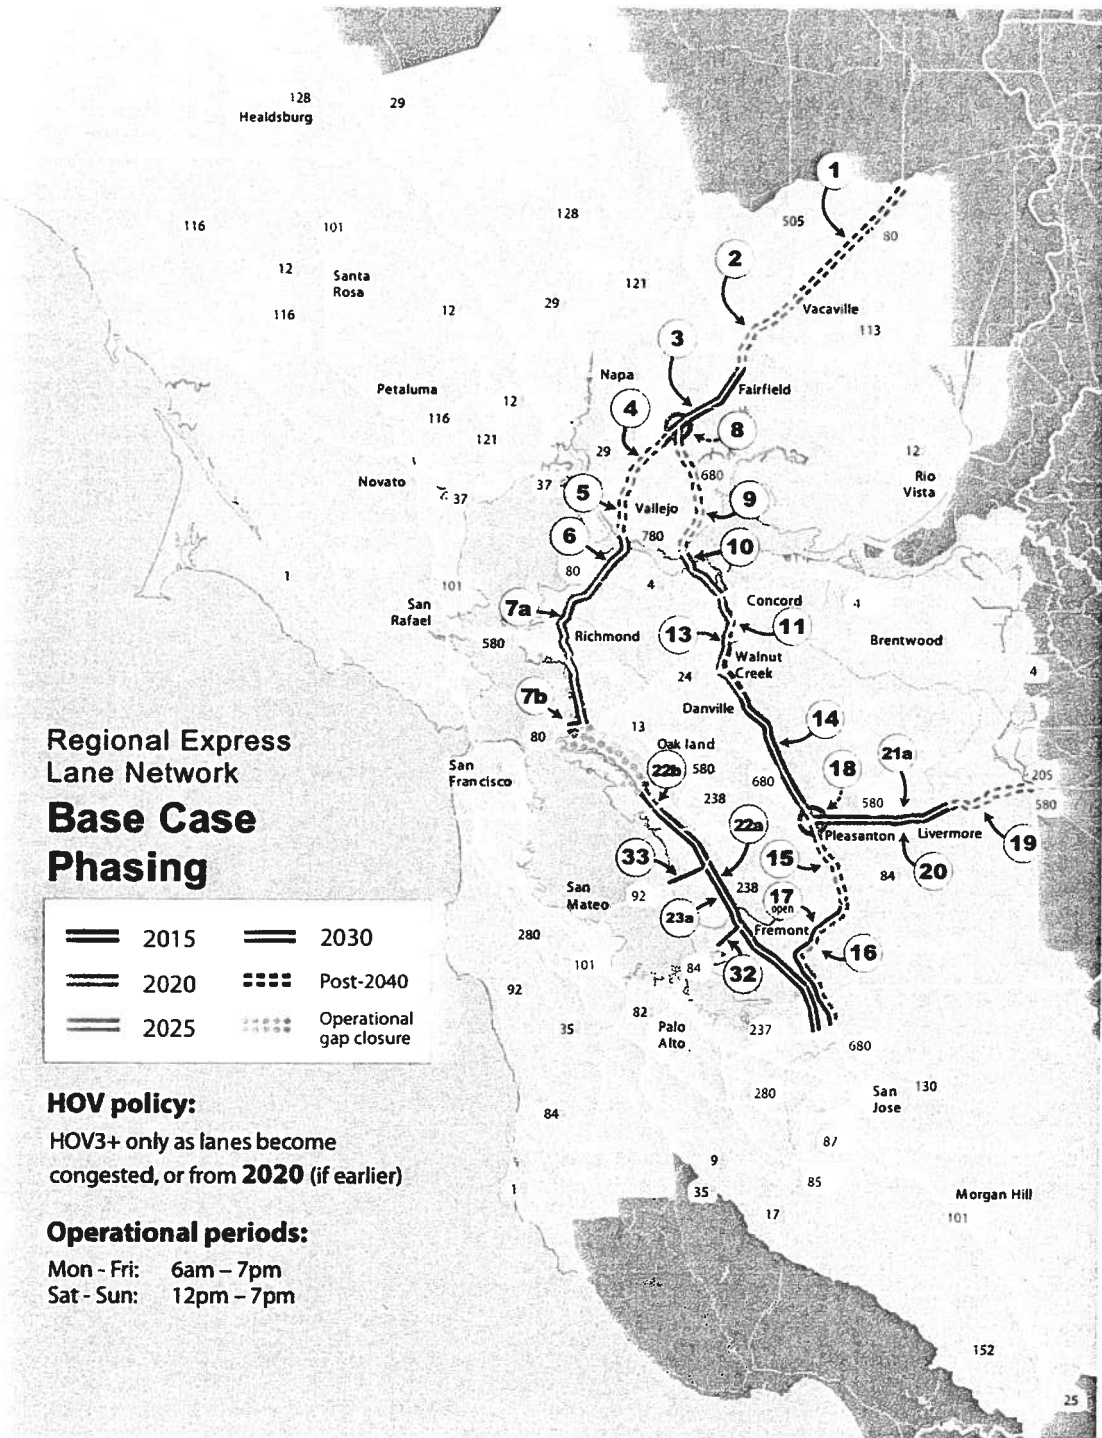 1
128
29
Healdsburg
116
101
128
505
80
2
12
Santa
Rosa
121
29
116
12
Vacaville
113
3
Napa
Petaluma
12
Fairfield
4
116
8
121
29
12
680
Rio
Vista
Novato
37
37
5
9
Vallejo
6
780
10
80
1
101
4
Concord
4
San
Rafael
7a
Richmond
13
11
Brentwood
580
Walnut
Creek
24
4
7b
Danville
14
13
80
Oakland
21a
San
Francisco
22b
580
680
18
205
238
580
580
22a
Pleasanton
Livermore
19
33
15
20
84
San
Mateo
92
238
17
open
23a
Fremont
280
16
101
84
32
92
82
35
Palo
Alto
237
680
280
San
Jose
130
84
87
9
85
1
35
Morgan Hill
17
101
152
25
Regional Express
Lane Network
Base Case
Phasing
2015
2030
2020
Post-2040
2025
Operational
gap closure
HOV policy:
HOV3+ only as lanes become
congested, or from 2020 (if earlier)
Operational periods:
Mon - Fri: 6am – 7pm
Sat - Sun: 12pm – 7pm